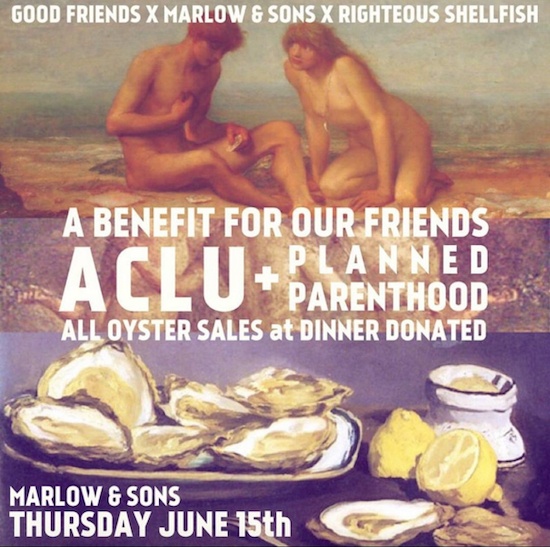 GOOD FRIENDS X MARLOW & SONS X RIGHTEOUS SHELLFISH
A BENEFIT FOR OUR FRIENDS
ACLU + PLANNED
PARENTHOOD
ALL OYSTER SALES at DINNER DONATED
MARLOW & SONS
THURSDAY JUNE 15th